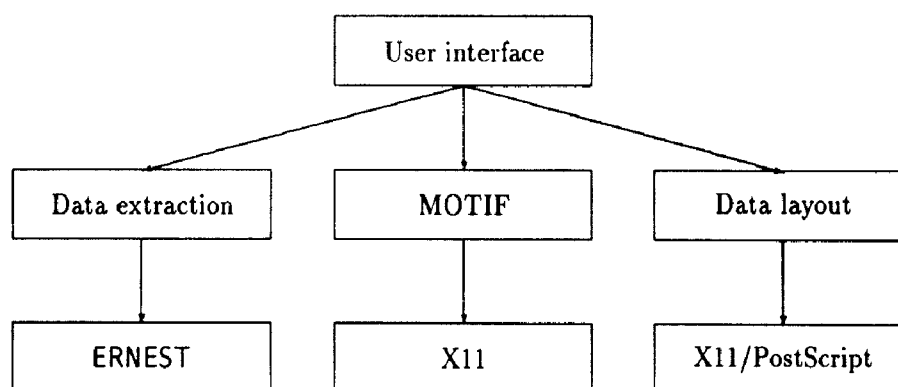 User interface
Data extraction
MOTIF
Data layout
ERNEST
X11
X11/PostScript